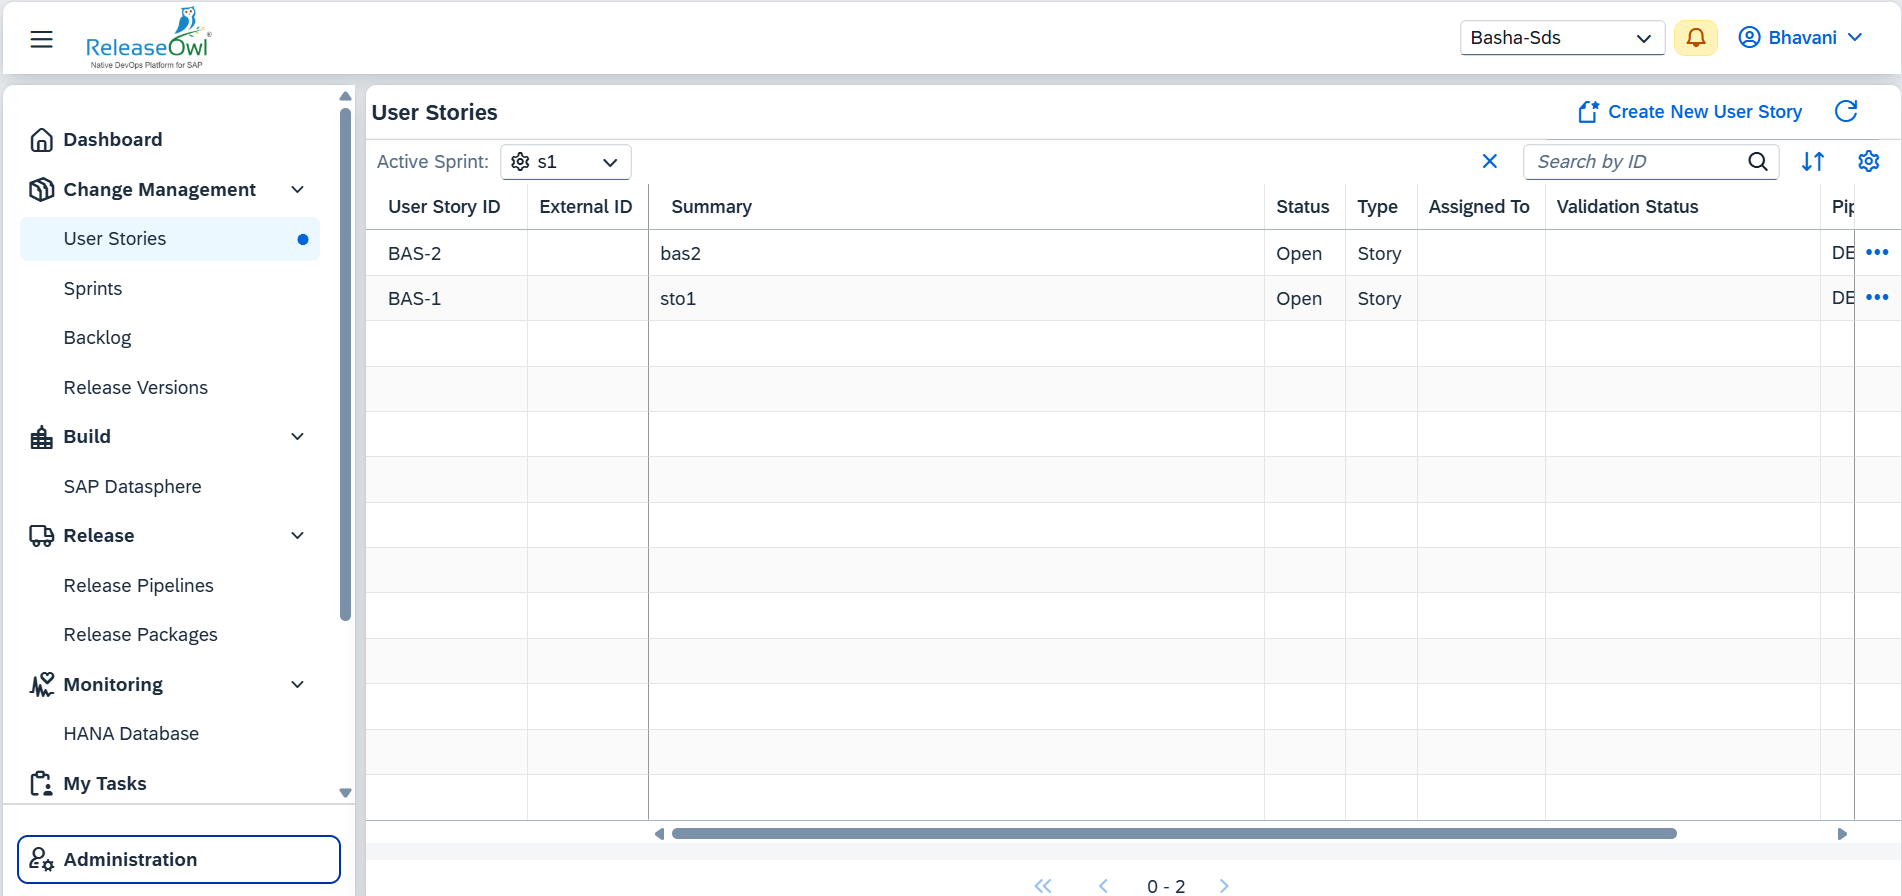 ReleaseOwl®
Native DevOps Platform for SAP
Basha-Sds
Bhavani
Dashboard
Change Management
User Stories
Sprints
Backlog
Release Versions
Build
SAP Datasphere
Release
Release Pipelines
Release Packages
Monitoring
HANA Database
My Tasks
Administration
User Stories
Create New User Story
Active Sprint: s1
Search by ID
User Story ID External ID Summary Status Type Assigned To Validation Status Pip
BAS-2 bas2 Open Story DE
BAS-1 sto1 Open Story DE
0 - 2